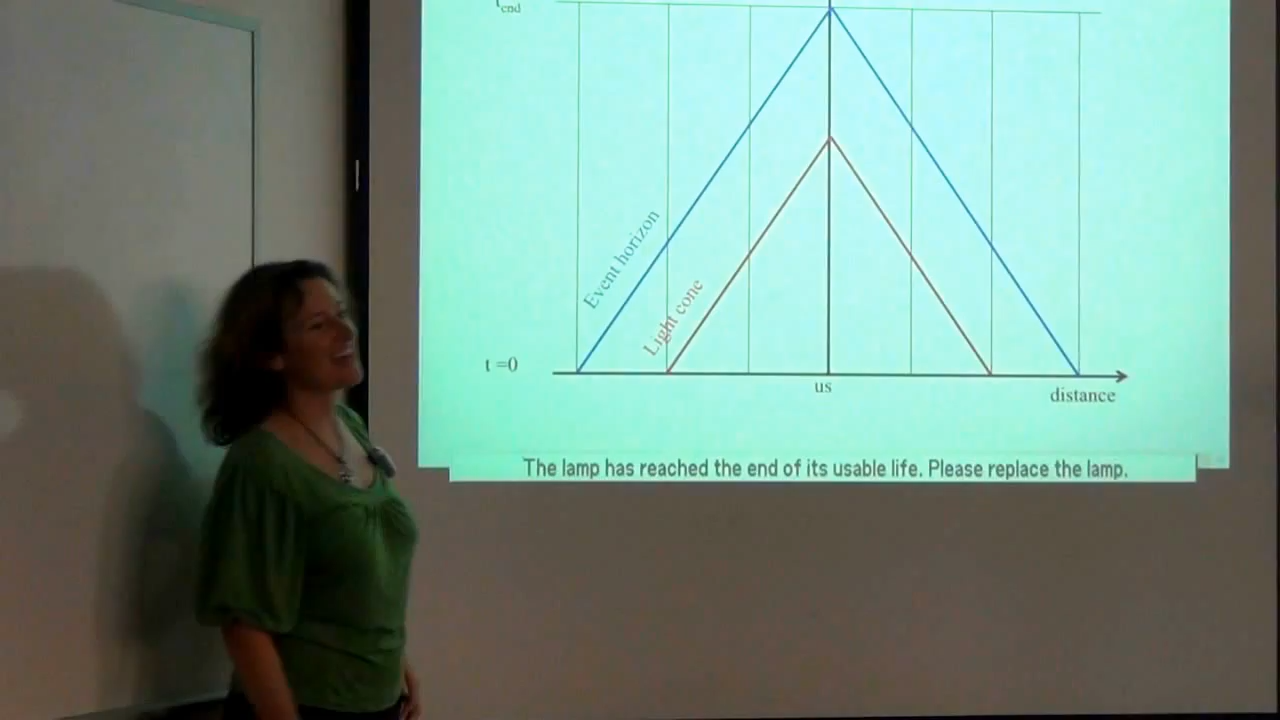 t_end
Event horizon
Light cone
t =0
us
distance
The lamp has reached the end of its usable life. Please replace the lamp.